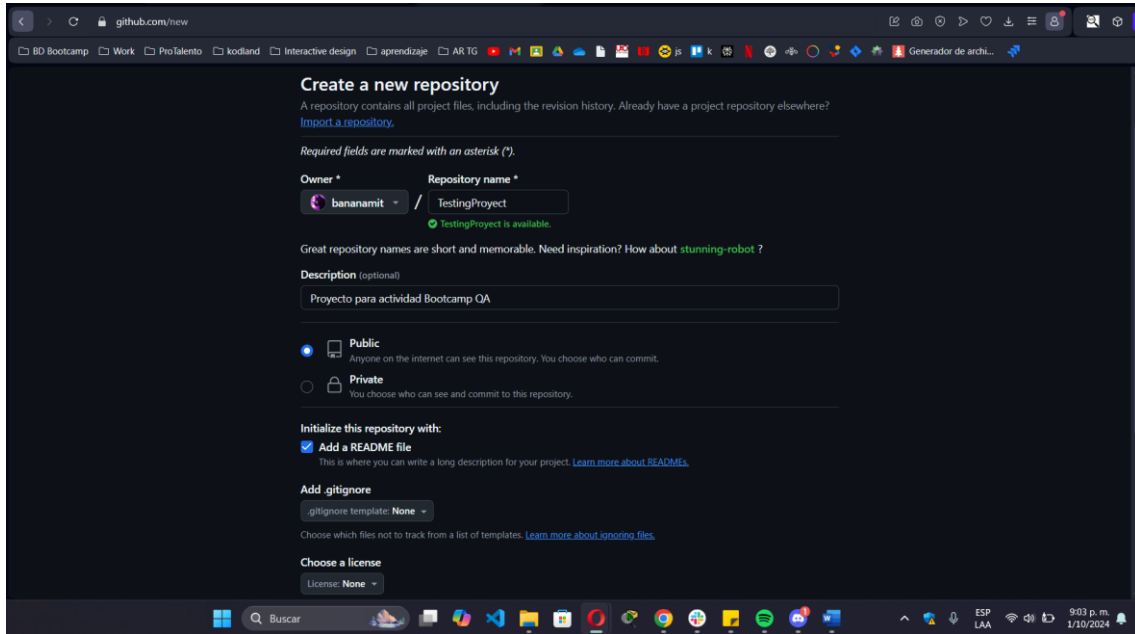 github.com/new
BD Bootcamp Work ProTalento kodland Interactive design aprendizaje AR TG js k Generador de archi...
Create a new repository
A repository contains all project files, including the revision history. Already have a project repository elsewhere?
Import a repository.
Required fields are marked with an asterisk (*).
Owner * Repository name *
bananamit / TestingProyect
TestingProyect is available.
Great repository names are short and memorable. Need inspiration? How about stunning-robot ?
Description (optional)
Proyecto para actividad Bootcamp QA
Public
Anyone on the internet can see this repository. You choose who can commit.
Private
You choose who can see and commit to this repository.
Initialize this repository with:
Add a README file
This is where you can write a long description for your project. Learn more about READMEs.
Add .gitignore
.gitignore template: None
Choose which files not to track from a list of templates. Learn more about ignoring files.
Choose a license
License: None
Buscar ESP 9:03 p. m.
LAA 1/10/2024